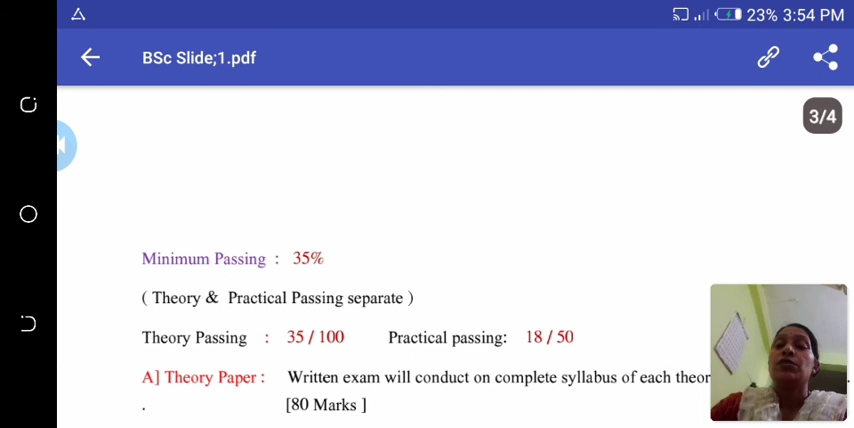 23% 3:54 PM
BSc Slide;1.pdf
3/4
Minimum Passing : 35%
( Theory & Practical Passing separate )
Theory Passing : 35 / 100 Practical passing: 18 / 50
A] Theory Paper : Written exam will conduct on complete syllabus of each
. [80 Marks ]